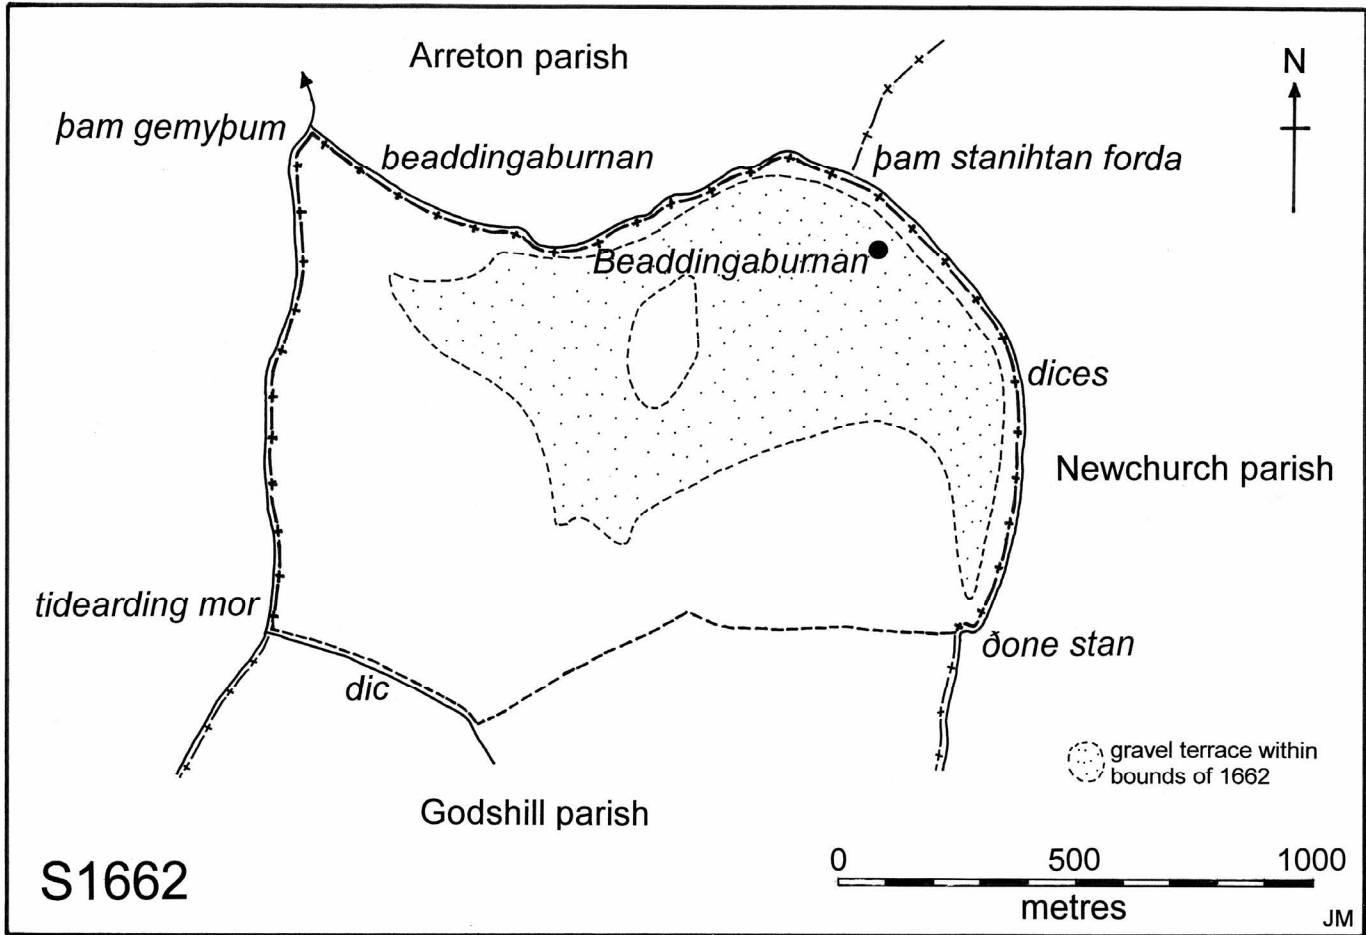 Arreton parish
N
þam gemyþum
beaddingaburnan
þam stanihtan forda
Beaddingaburnan
dices
Newchurch parish
tidearding mor
ðone stan
dic
gravel terrace within
bounds of 1662
Godshill parish
S1662
0 500 1000
metres
JM